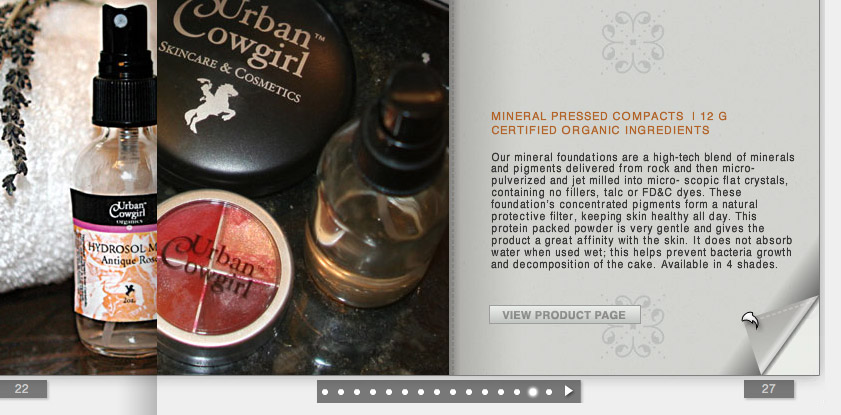 Urban
Cowgirl™
SKINCARE & COSMETICS
Urban
Cowgirl
organics
HYDROSOL M
Antique Rose
2oz.
Urban
Cowgirl™
MINERAL PRESSED COMPACTS | 12 G
CERTIFIED ORGANIC INGREDIENTS
Our mineral foundations are a high-tech blend of minerals
and pigments delivered from rock and then micro-
pulverized and jet milled into micro- scopic flat crystals,
containing no fillers, talc or FD&C dyes. These
foundation's concentrated pigments form a natural
protective filter, keeping skin healthy all day. This
protein packed powder is very gentle and gives the
product a great affinity with the skin. It does not absorb
water when used wet; this helps prevent bacteria growth
and decomposition of the cake. Available in 4 shades.
VIEW PRODUCT PAGE
22
27